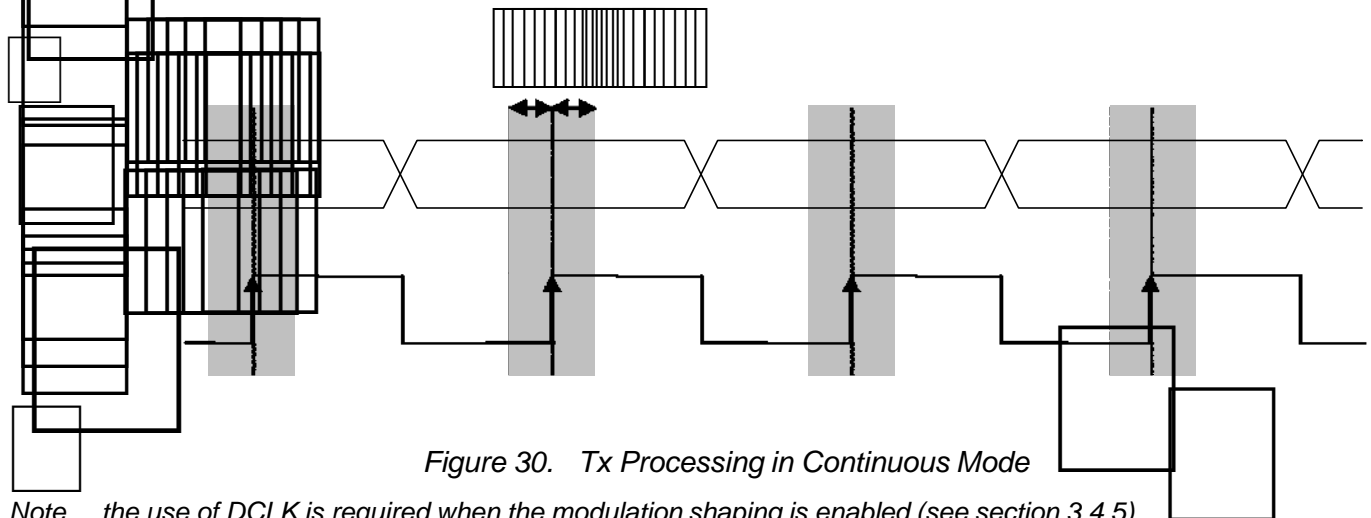 Figure 30. Tx Processing in Continuous Mode
Note the use of DCLK is required when the modulation shaping is enabled (see section 3.4.5)